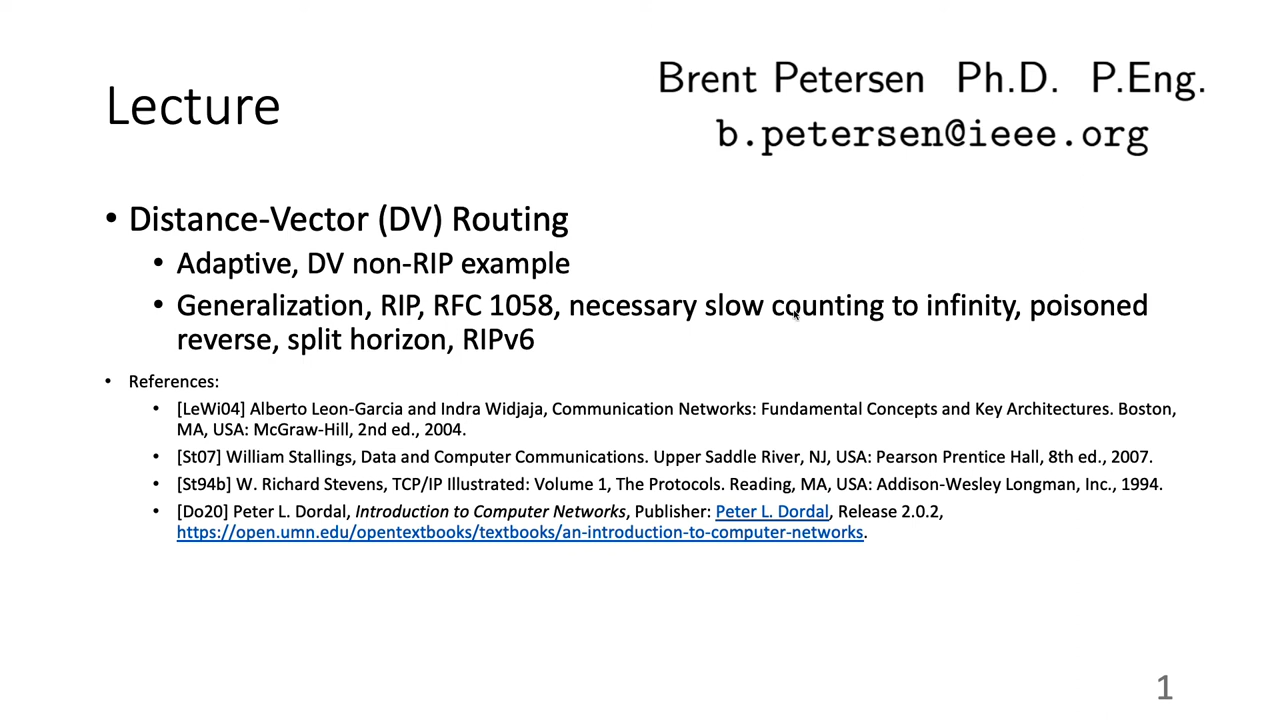 Lecture
Brent Petersen Ph.D. P.Eng.
b.petersen@ieee.org
• Distance-Vector (DV) Routing
• Adaptive, DV non-RIP example
• Generalization, RIP, RFC 1058, necessary slow counting to infinity, poisoned
reverse, split horizon, RIPv6
• References:
• [LeWi04] Alberto Leon-Garcia and Indra Widjaja, Communication Networks: Fundamental Concepts and Key Architectures. Boston,
MA, USA: McGraw-Hill, 2nd ed., 2004.
• [St07] William Stallings, Data and Computer Communications. Upper Saddle River, NJ, USA: Pearson Prentice Hall, 8th ed., 2007.
• [St94b] W. Richard Stevens, TCP/IP Illustrated: Volume 1, The Protocols. Reading, MA, USA: Addison-Wesley Longman, Inc., 1994.
• [Do20] Peter L. Dordal, Introduction to Computer Networks, Publisher: Peter L. Dordal, Release 2.0.2,
https://open.umn.edu/opentextbooks/textbooks/an-introduction-to-computer-networks.
1